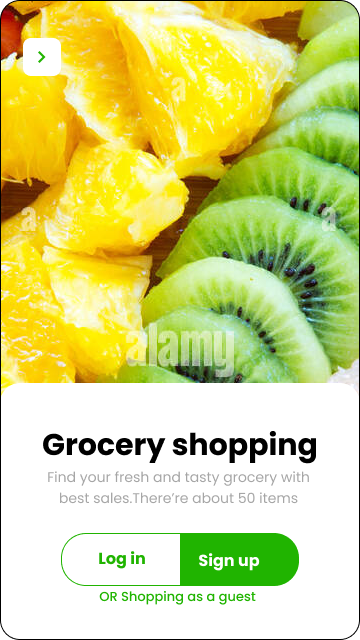 a
a
a
alamy
Grocery shopping
Find your fresh and tasty grocery with
best sales.There’re about 50 items
Log in
Sign up
OR Shopping as a guest